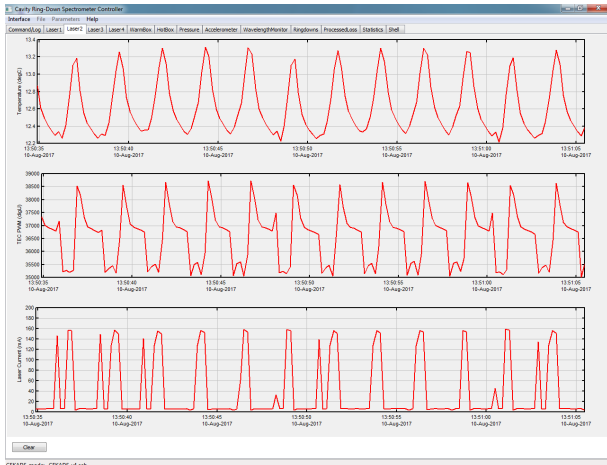 Cavity Ring-Down Spectrometer Controller
Interface File Parameters Help
Command/Log Laser1 Laser2 Laser3 Laser4 WarmBox HotBox Pressure Accelerometer WavelengthMonitor Ringdowns ProcessedLoss Statistics Shell
Temperature (degC)
13.4
13.2
13.0
12.8
12.6
12.4
12.2
13:50:35 13:50:40 13:50:45 13:50:50 13:50:55 13:51:00 13:51:05
10-Aug-2017 10-Aug-2017 10-Aug-2017 10-Aug-2017 10-Aug-2017 10-Aug-2017 10-Aug-2017
TEC PWM (digU)
39000
38500
38000
37500
37000
36500
36000
35500
35000
13:50:35 13:50:40 13:50:45 13:50:50 13:50:55 13:51:00 13:51:05
10-Aug-2017 10-Aug-2017 10-Aug-2017 10-Aug-2017 10-Aug-2017 10-Aug-2017 10-Aug-2017
Laser Current (mA)
200
180
160
140
120
100
80
60
40
20
0
13:50:35 13:50:40 13:50:45 13:50:50 13:50:55 13:51:00 13:51:05
10-Aug-2017 10-Aug-2017 10-Aug-2017 10-Aug-2017 10-Aug-2017 10-Aug-2017 10-Aug-2017
Clear